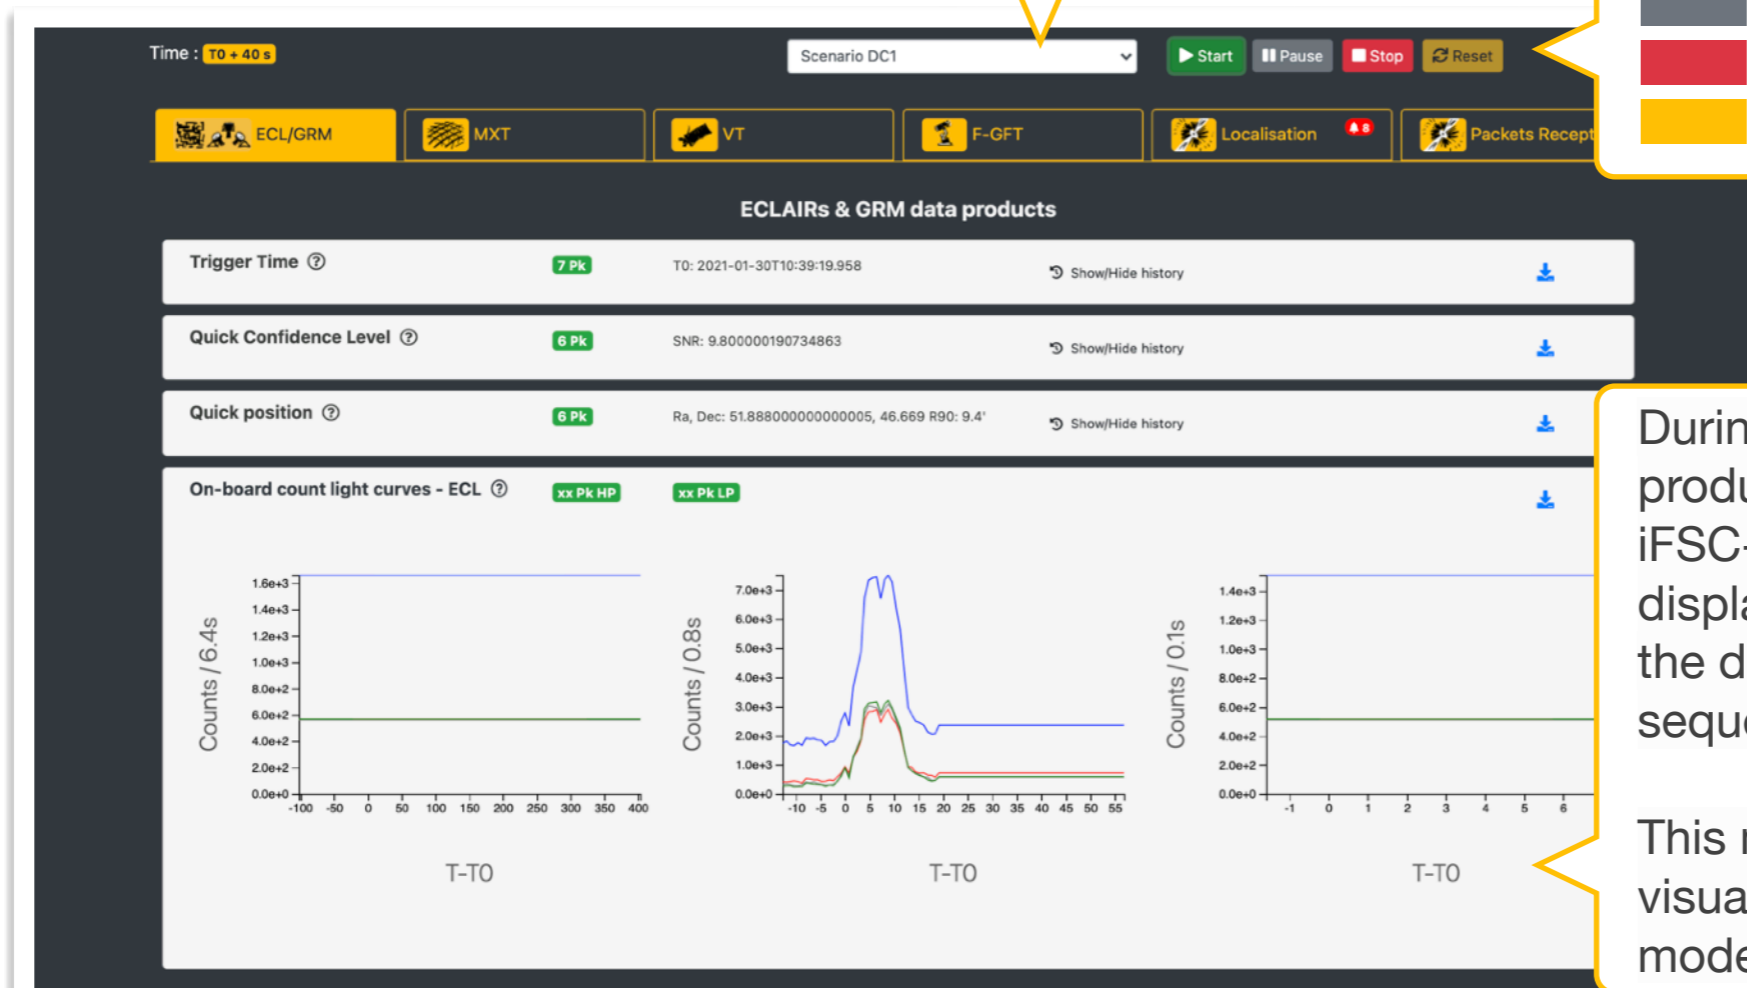 Time : T0 + 40 s
Scenario DC1
Start
Pause
Stop
Reset
ECL/GRM
MXT
VT
F-GFT
Localisation
8
Packets Recept
ECLAIRs & GRM data products
Trigger Time
7 Pk
T0: 2021-01-30T10:39:19.958
Show/Hide history
Quick Confidence Level
6 Pk
SNR: 9.800000190734863
Show/Hide history
Quick position
6 Pk
Ra, Dec: 51.888000000000005, 46.669 R90: 9.4'
Show/Hide history
On-board count light curves - ECL
xx Pk HP
xx Pk LP
Counts / 6.4s
1.6e+3
1.4e+3
1.2e+3
1.0e+3
8.0e+2
6.0e+2
4.0e+2
2.0e+2
0.0e+0
-100 -50 0 50 100 150 200 250 300 350 400
T-T0
Counts / 0.8s
7.0e+3
6.0e+3
5.0e+3
4.0e+3
3.0e+3
2.0e+3
1.0e+3
0.0e+0
-10 -5 0 5 10 15 20 25 30 35 40 45 50 55
T-T0
Counts / 0.1s
1.4e+3
1.2e+3
1.0e+3
8.0e+2
6.0e+2
4.0e+2
2.0e+2
0.0e+0
-1 0 1 2 3 4 5 6
T-T0
Durin
produ
iFSC-
displa
the d
seque
This
visua
mode